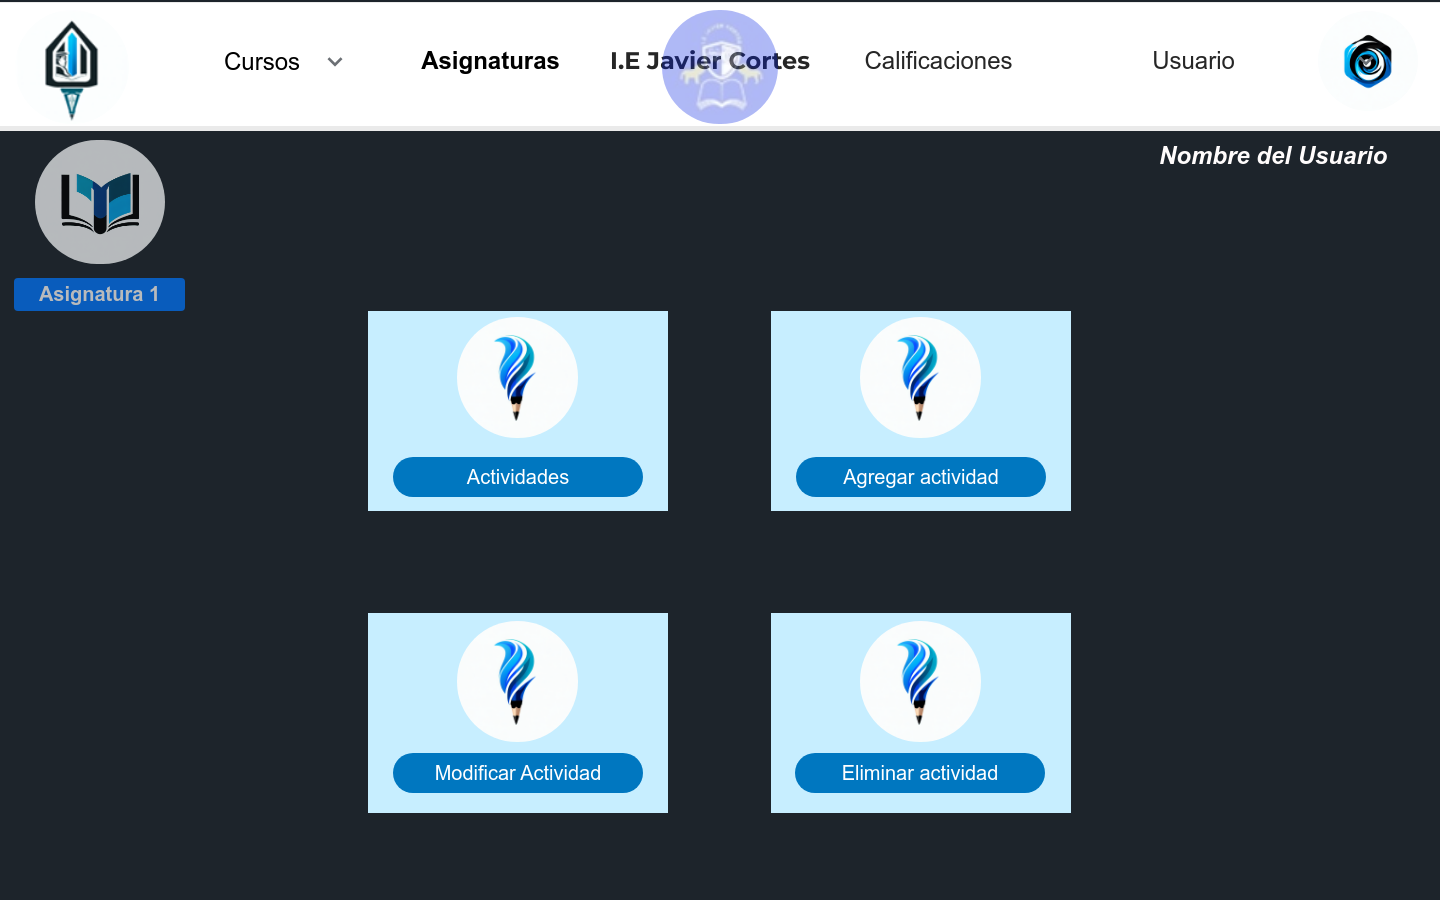 Cursos
Asignaturas
I.E Javier Cortes
Calificaciones
Usuario
Nombre del Usuario
Asignatura 1
Actividades
Agregar actividad
Modificar Actividad
Eliminar actividad